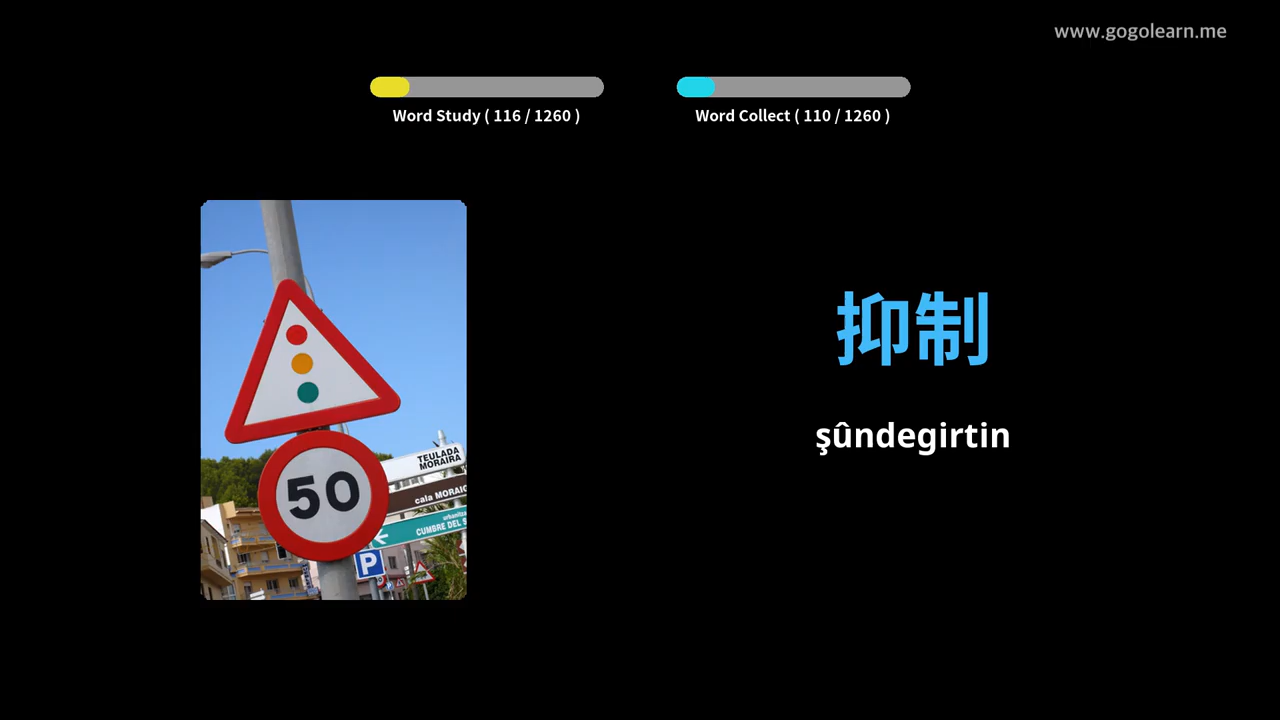 www.gogolearn.me
Word Study ( 116 / 1260 )
Word Collect ( 110 / 1260 )
抑制
şûndegirtin
TEULADA
MORAIRA
cala
CUMBRE DEL
50
P